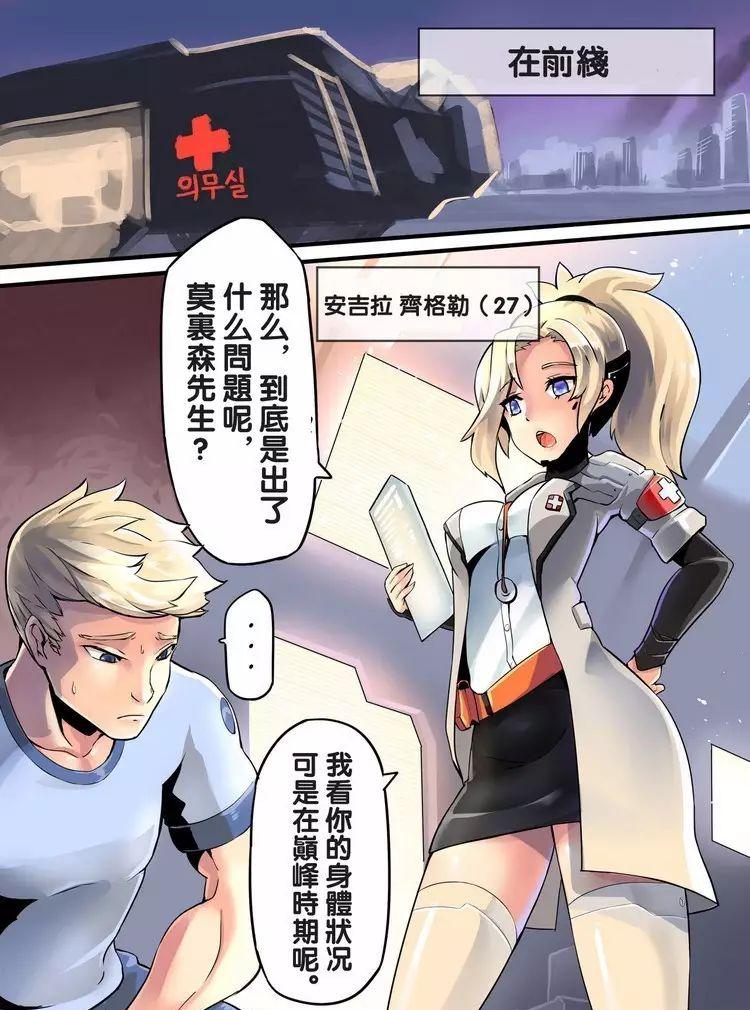 在前綫
의무실
安吉拉 齊格勒（27）
那么，到底是出了
什么問題呢，
莫裏森先生？
...
我看你的身體狀况
可是在巔峰時期呢。